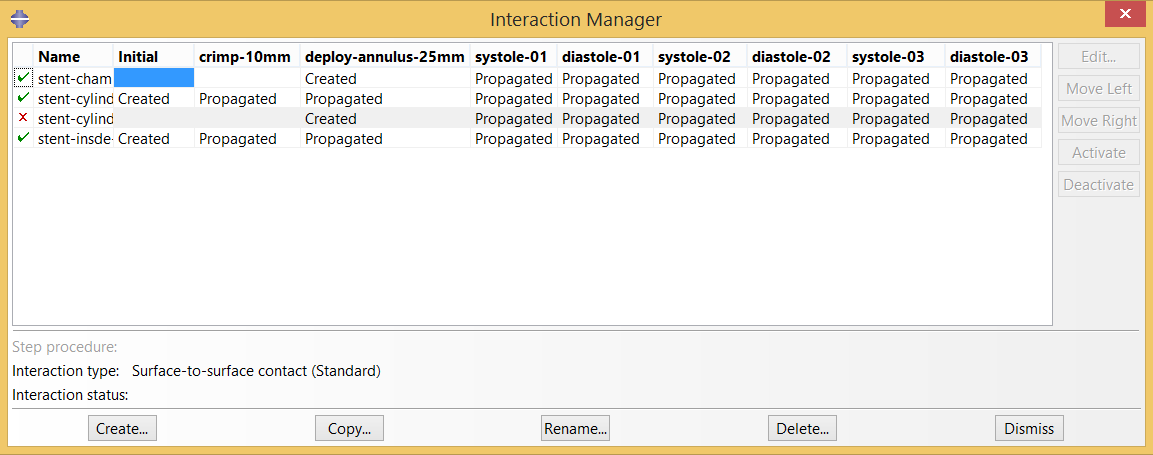 Interaction Manager
Name Initial crimp-10mm deploy-annulus-25mm systole-01 diastole-01 systole-02 diastole-02 systole-03 diastole-03
stent-cham Created Propagated Propagated Propagated Propagated Propagated Propagated
stent-cylind Created Propagated Propagated Propagated Propagated Propagated Propagated Propagated Propagated
stent-cylind Created Propagated Propagated Propagated Propagated Propagated Propagated
stent-insde- Created Propagated Propagated Propagated Propagated Propagated Propagated Propagated Propagated
Edit...
Move Left
Move Right
Activate
Deactivate
Step procedure:
Interaction type: Surface-to-surface contact (Standard)
Interaction status:
Create... Copy... Rename... Delete... Dismiss